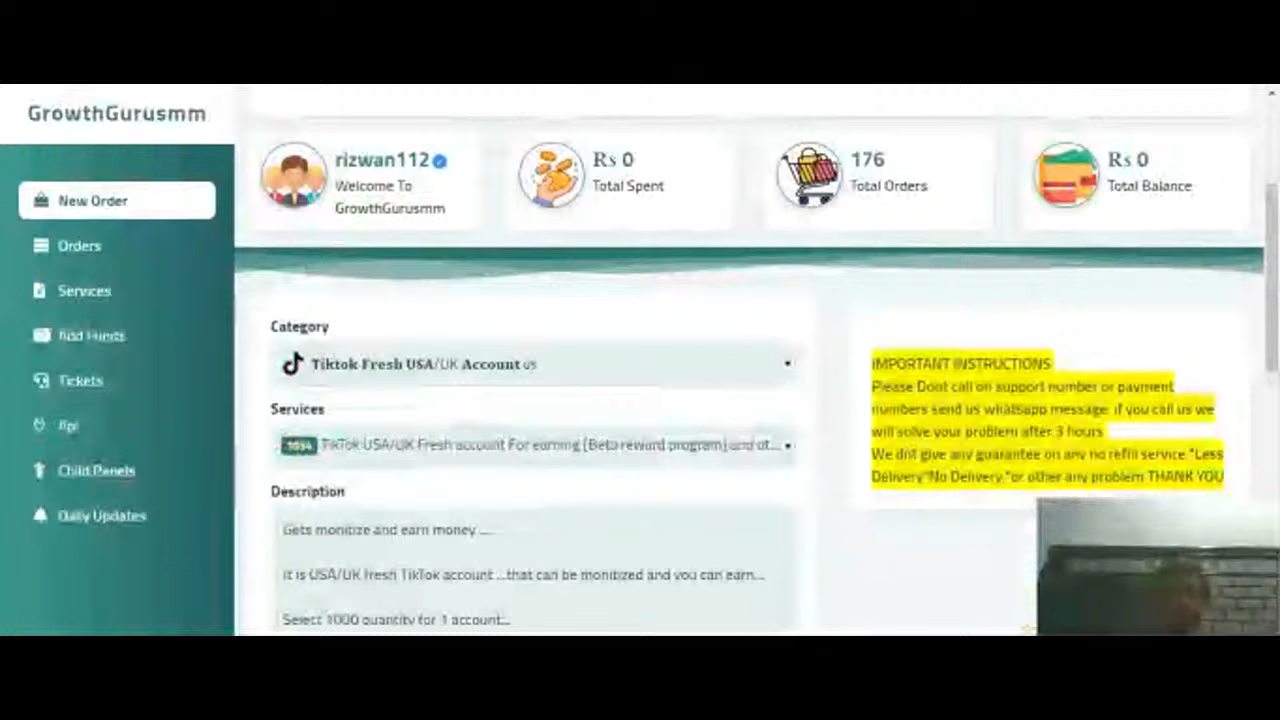 GrowthGurusmm
rizwan112
Welcome To
GrowthGurusmm
Rs 0
Total Spent
176
Total Orders
Rs 0
Total Balance
New Order
Orders
Services
Add Funds
Tickets
Api
Child Panels
Daily Updates
Category
Tiktok Fresh USA/UK Account us
Services
TikTok USA/UK Fresh account For earning (Beta reward program) and ot...
Description
Gets monitize and earn money ....
it is USA/UK fresh TikTok account ...that can be monitized and you can earn...
Select 1000 quantity for 1 account...
IMPORTANT INSTRUCTIONS
Please Dont call on support number or payment
numbers send us whatsapp message. if you call us we
will solve your problem after 3 hours
We dnt give any guarantee on any no refill service "Less
Delivery"No Delivery "or other any problem THANK YOU